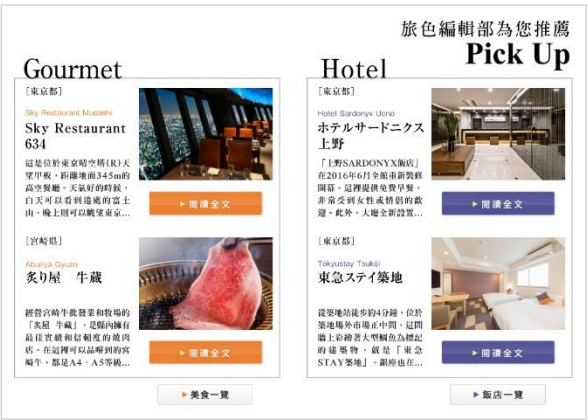 旅色編輯部為您推薦
Pick Up
Gourmet
[東京都]
Sky Restaurant Musashi
Sky Restaurant
634
這是位於東京晴空塔(R)天
望甲板，距離地面345m的
高空餐廳。天氣好的時候，
白天可以看到遠處的富士
山，晚上則可以眺望東京...
▶閱讀全文
[宮崎県]
Aburiya Gyuzo
炙り屋 牛蔵
經營宮崎牛批發業和牧場的
「炙屋 牛藏」，是縣內擁有
最佳實績和信賴度的燒肉
店。在這裡可以品嚐到的宮
崎牛，都是A4、A5等級...
▶閱讀全文
▶美食一覽
Hotel
[東京都]
Hotel Sardonyx Ueno
ホテルサードニクス
上野
「上野SARDONYX飯店」
在2016年6月全館重新裝修
開幕。這裡提供免費早餐，
非常受到女性或情侶的歡
迎。此外，大廳全新設置...
▶閱讀全文
[東京都]
Tokyustay Tsukiji
東急ステイ築地
從築地站徒步約4分鐘，位於
築地場外市場正中間，這間
牆上彩繪著大型鯛魚為標記
的建築物，就是「東急
STAY築地」。銀座也在...
▶閱讀全文
▶飯店一覽